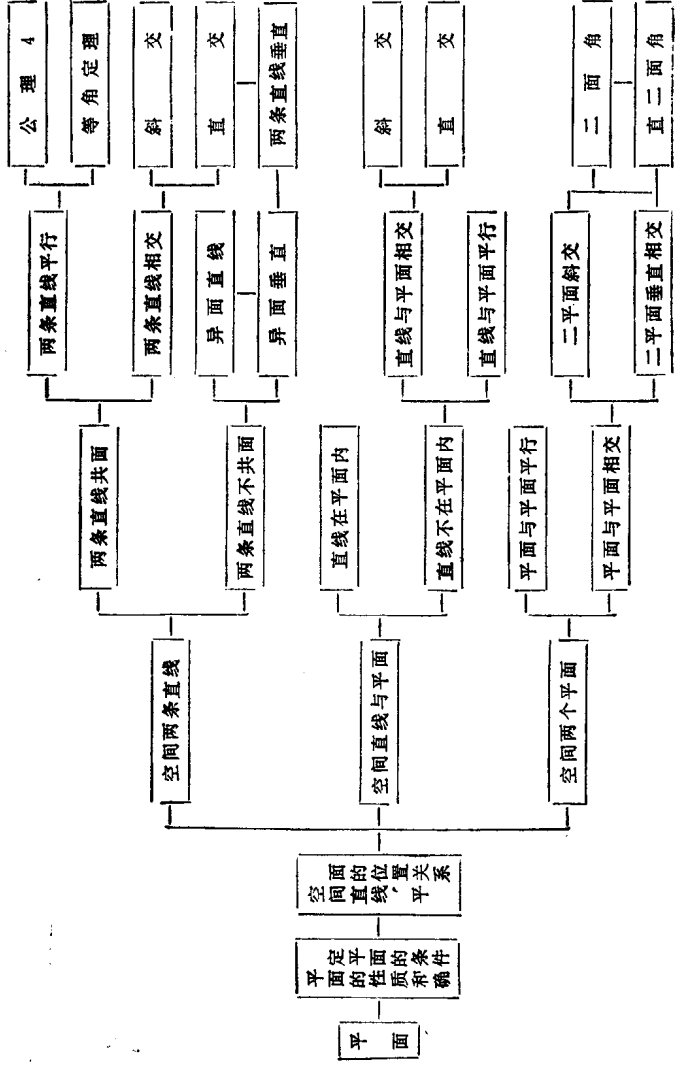 平面
平面的性质和确
定平面的条件
空间直线、平
面的位置关系
空间两条直线
两条直线共面
两条直线平行
公理4
等角定理
两条直线相交
斜交
直交
两条直线不共面
异面直线
异面垂直
两条直线垂直
空间直线与平面
直线在平面内
直线不在平面内
直线与平面相交
斜交
直交
直线与平面平行
空间两个平面
平面与平面平行
平面与平面相交
二平面斜交
二面角
二平面垂直相交
直二面角